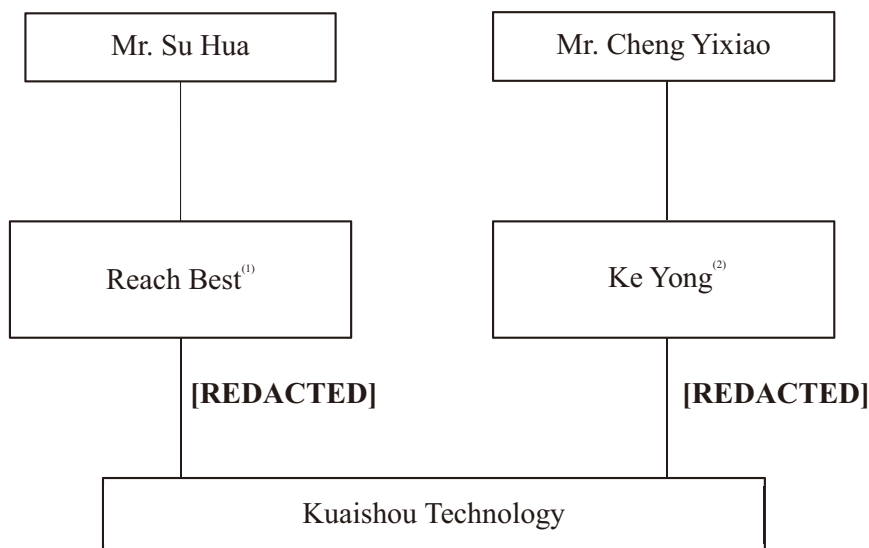 Mr. Su Hua
Mr. Cheng Yixiao
Reach Best(1)
Ke Yong(2)
[REDACTED]
[REDACTED]
Kuaishou Technology